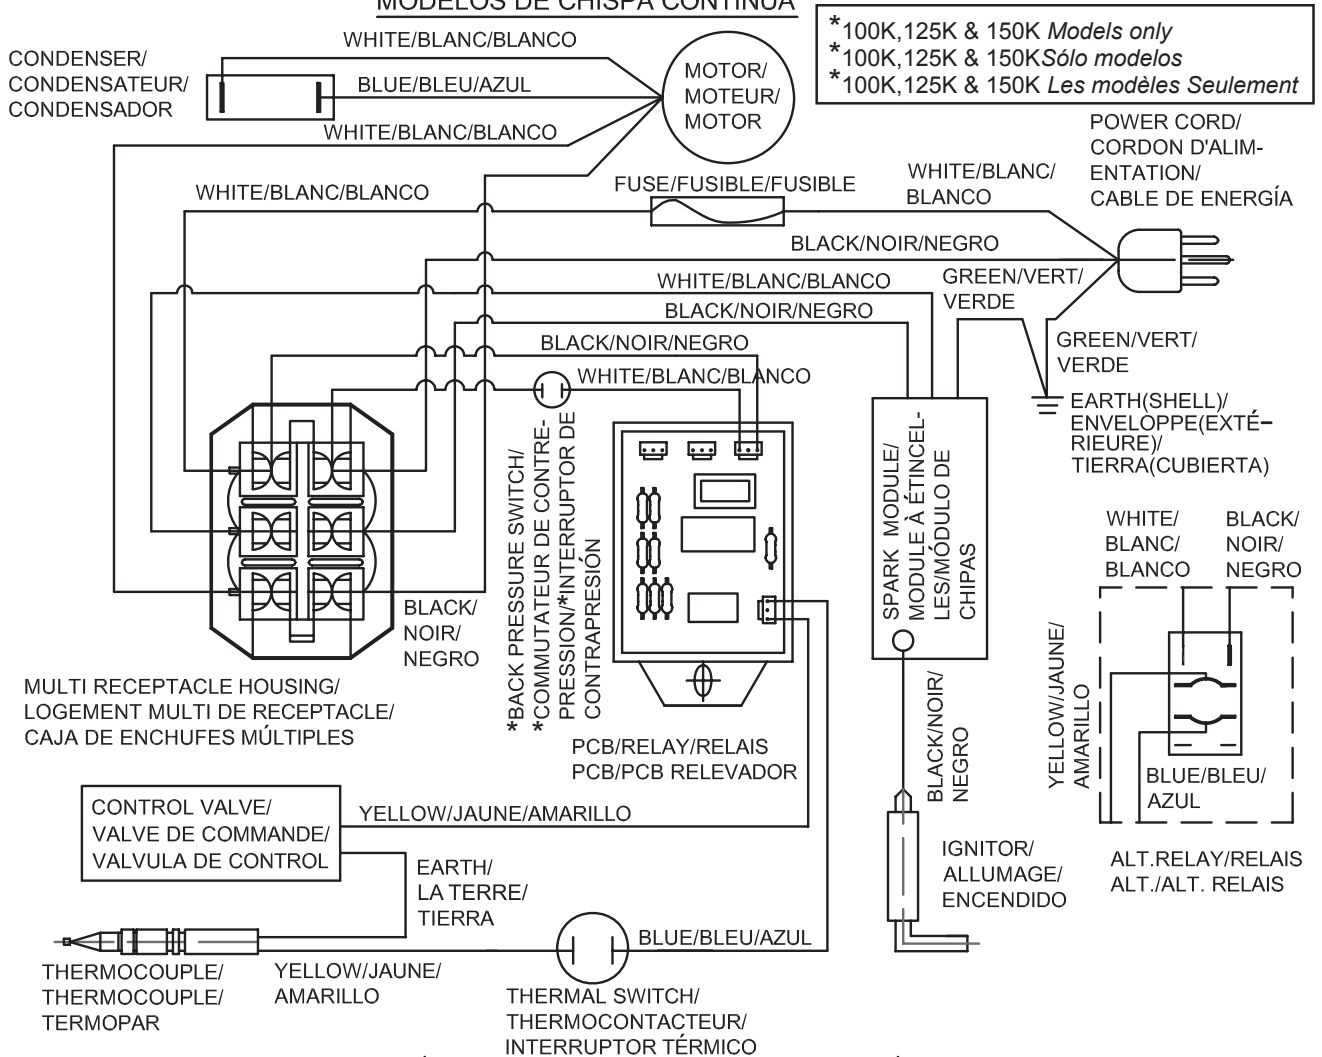 MODELOS DE CHISPA CONTINUA
*100K,125K & 150K Models only
*100K,125K & 150KSólo modelos
*100K,125K & 150K Les modèles Seulement
CONDENSER/
CONDENSATEUR/
CONDENSADOR
WHITE/BLANC/BLANCO
BLUE/BLEU/AZUL
WHITE/BLANC/BLANCO
MOTOR/
MOTEUR/
MOTOR
POWER CORD/
CORDON D'ALIM-
ENTATION/
CABLE DE ENERGÍA
WHITE/BLANC/BLANCO
FUSE/FUSIBLE/FUSIBLE
WHITE/BLANC/
BLANCO
BLACK/NOIR/NEGRO
WHITE/BLANC/BLANCO
GREEN/VERT/
VERDE
BLACK/NOIR/NEGRO
BLACK/NOIR/NEGRO
GREEN/VERT/
VERDE
WHITE/BLANC/BLANCO
EARTH(SHELL)/
ENVELOPPE(EXTÉ-
RIEURE)/
TIERRA(CUBIERTA)
*BACK PRESSURE SWITCH/
*COMMUTATEUR DE CONTRE-
PRESSION/*INTERRUPTOR DE
CONTRAPRESIÓN
SPARK MODULE/
MODULE À ÉTINCEL-
LES/MÓDULO DE
CHIPAS
WHITE/
BLANC/
BLANCO
BLACK/
NOIR/
NEGRO
BLACK/
NOIR/
NEGRO
MULTI RECEPTACLE HOUSING/
LOGEMENT MULTI DE RECEPTACLE/
CAJA DE ENCHUFES MÚLTIPLES
PCB/RELAY/RELAIS
PCB/PCB RELEVADOR
BLACK/NOIR/
NEGRO
YELLOW/JAUNE/
AMARILLO
BLUE/BLEU/
AZUL
CONTROL VALVE/
VALVE DE COMMANDE/
VALVULA DE CONTROL
YELLOW/JAUNE/AMARILLO
EARTH/
LA TERRE/
TIERRA
IGNITOR/
ALLUMAGE/
ENCENDIDO
ALT.RELAY/RELAIS
ALT./ALT. RELAIS
BLUE/BLEU/AZUL
THERMOCOUPLE/
THERMOCOUPLE/
TERMOPAR
YELLOW/JAUNE/
AMARILLO
THERMAL SWITCH/
THERMOCONTACTEUR/
INTERRUPTOR TÉRMICO